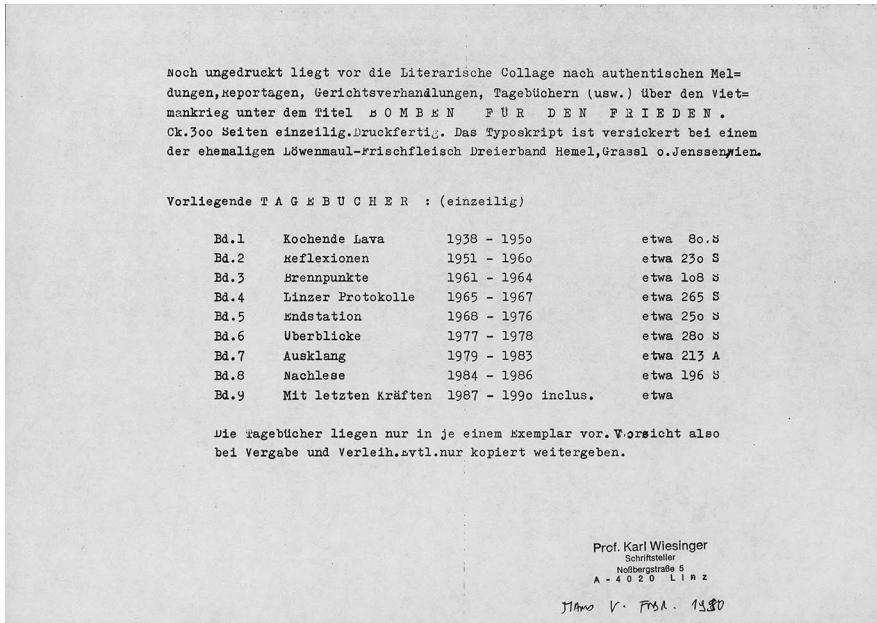 Noch ungedruckt liegt vor die Literarische Collage nach authentischen Mel=
dungen,Reportagen, Gerichtsverhandlungen, Tagebüchern (usw.) über den Viet=
mankrieg unter dem Titel B O M B E N   F Ü R   D E N   F R I E D E N .
Ck.3oo Seiten einzeilig.Druckfertig. Das Typoskript ist versickert bei einem
der ehemaligen Löwenmaul-Frischfleisch Dreierband Hemel,Grassl o.Jenssen,Wien.
Vorliegende T A G E B Ü C H E R : (einzeilig)
Bd.1 Kochende Lava 1938 - 195o etwa 8o.S
Bd.2 Reflexionen 1951 - 196o etwa 23o S
Bd.3 Brennpunkte 1961 - 1964 etwa 1o8 S
Bd.4 Linzer Protokolle 1965 - 1967 etwa 265 S
Bd.5 Endstation 1968 - 1976 etwa 25o S
Bd.6 Überblicke 1977 - 1978 etwa 28o S
Bd.7 Ausklang 1979 - 1983 etwa 213 A
Bd.8 Nachlese 1984 - 1986 etwa 196 S
Bd.9 Mit letzten Kräften 1987 - 199o inclus. etwa
Die Tagebücher liegen nur in je einem Exemplar vor. Vorsicht also
bei Vergabe und Verleih.Evtl.nur kopiert weitergeben.
Prof. Karl Wiesinger
Schriftsteller
Noßbergstraße 5
A - 4020 Linz
V.